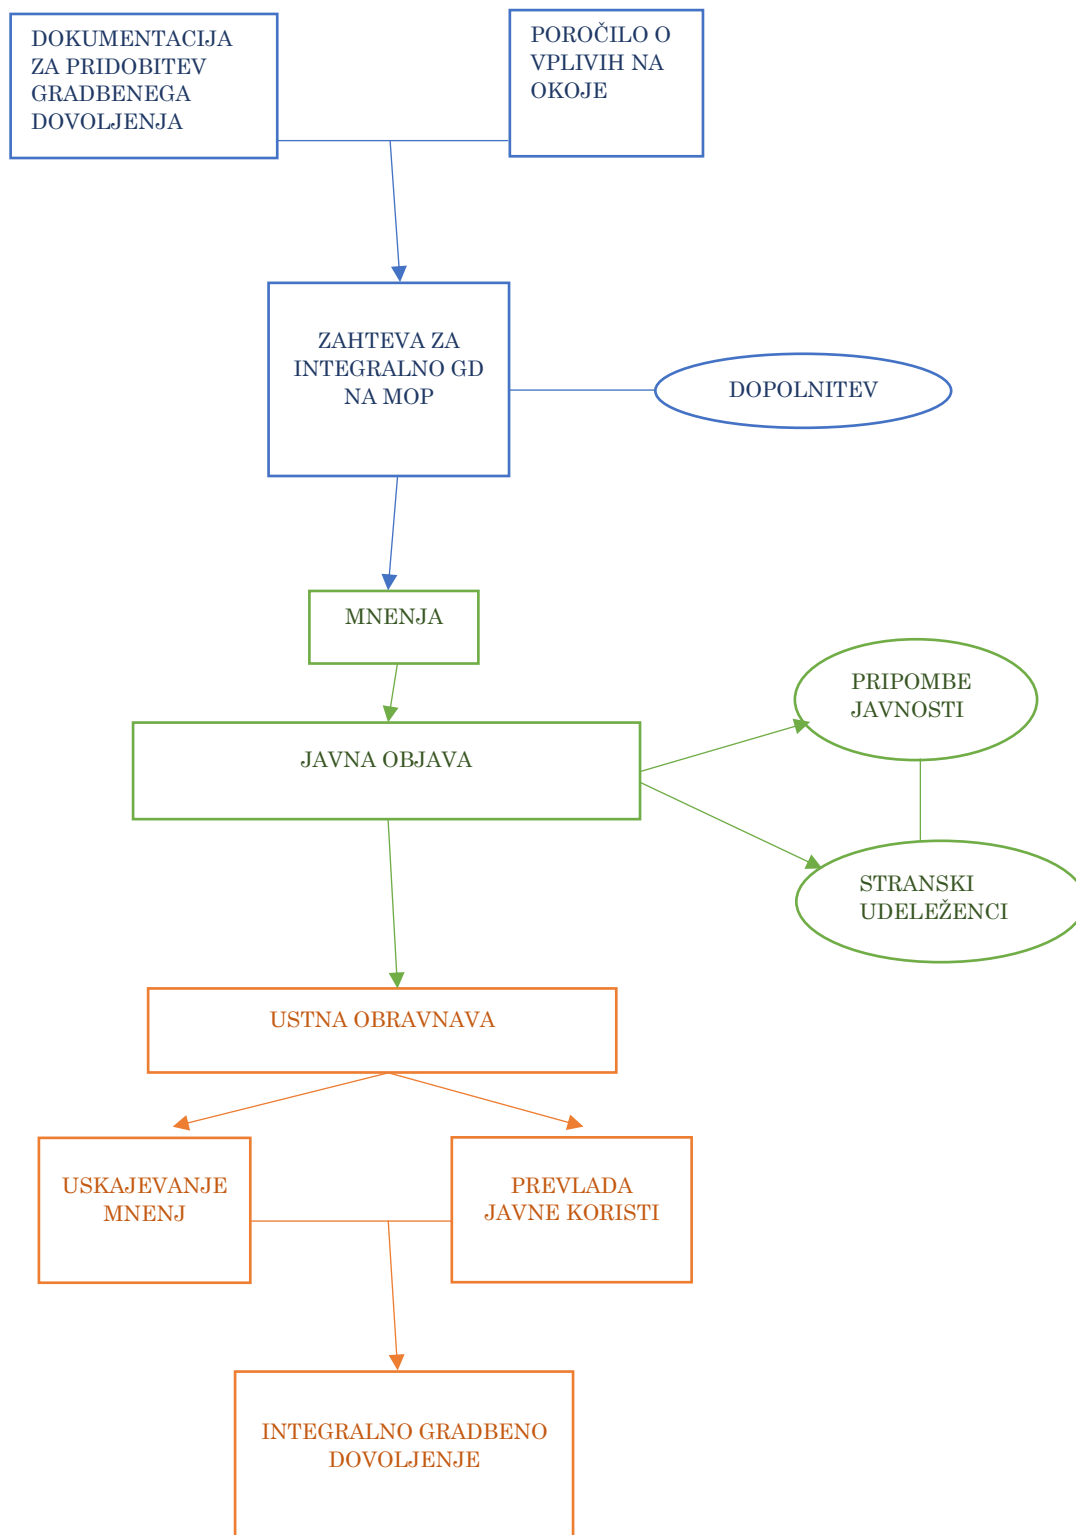 DOKUMENTACIJA
ZA PRIDOBITEV
GRADBENEGA
DOVOLJENJA
POROČILO O
VPLIVIH NA
OKOJE
ZAHTEVA ZA
INTEGRALNO GD
NA MOP
DOPOLNITEV
MNENJA
JAVNA OBJAVA
PRIPOMBE
JAVNOSTI
STRANSKI
UDELEŽENCI
USTNA OBRAVNAVA
USKAJEVANJE
MNENJ
PREVLADA
JAVNE KORISTI
INTEGRALNO GRADBENO
DOVOLJENJE